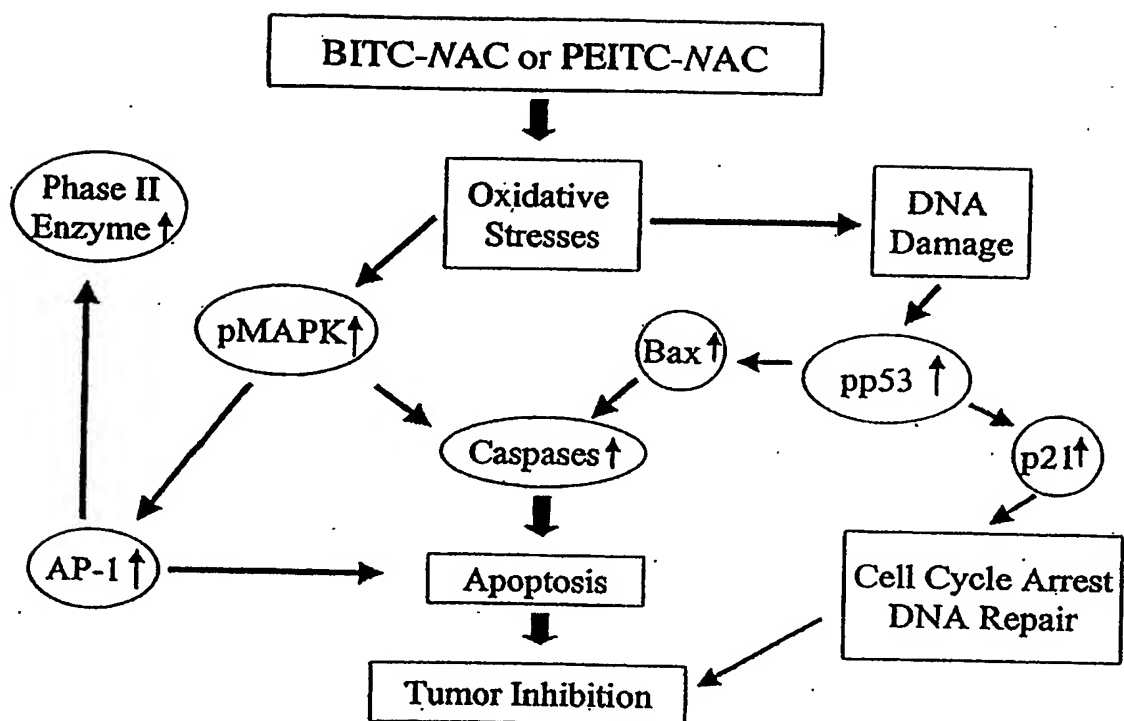 BITC-NAC or PEITC-NAC
Phase II
Enzyme↑
Oxidative
Stresses
DNA
Damage
pMAPK↑
Bax↑
pp53 ↑
Caspases↑
p21↑
AP-1↑
Apoptosis
Cell Cycle Arrest
DNA Repair
Tumor Inhibition